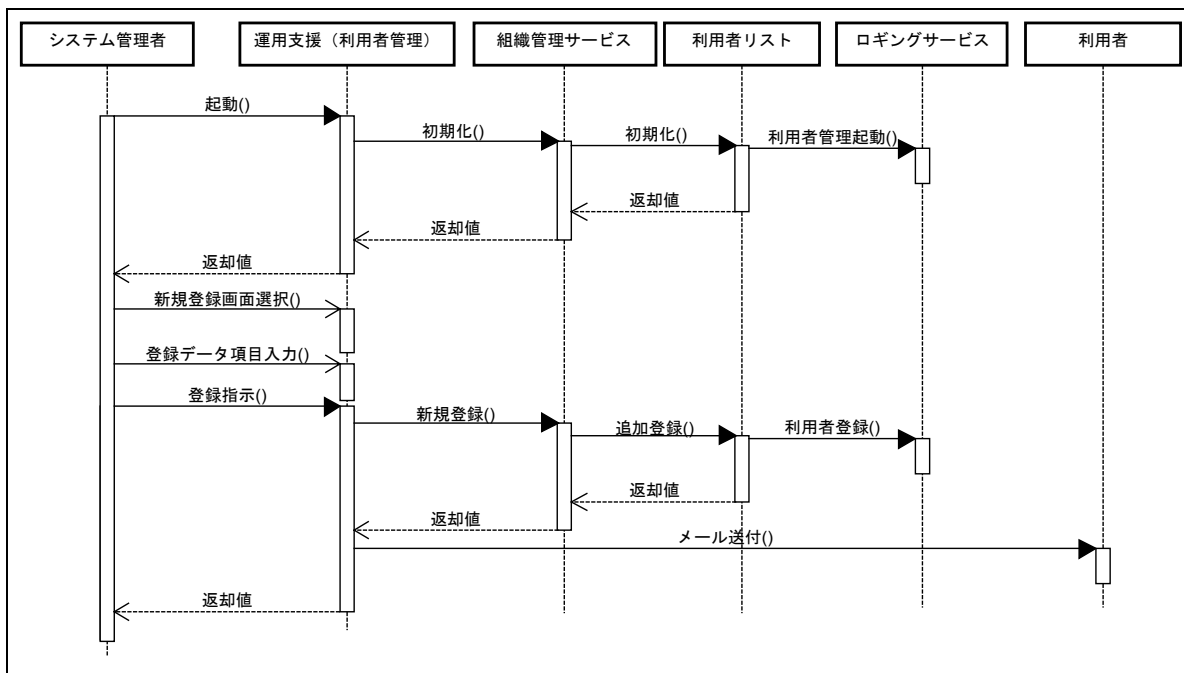 システム管理者
運用支援（利用者管理）
組織管理サービス
利用者リスト
ロギングサービス
利用者
起動()
初期化()
初期化()
利用者管理起動()
返却値
返却値
返却値
新規登録画面選択()
登録データ項目入力()
登録指示()
新規登録()
追加登録()
利用者登録()
返却値
返却値
メール送付()
返却値